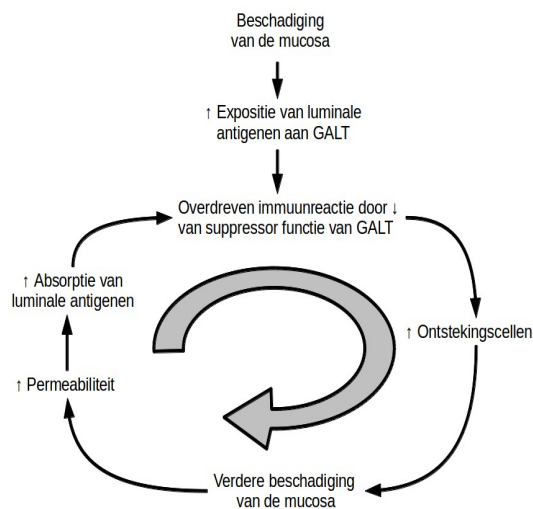 Beschadiging
van de mucosa
↑ Expositie van luminale
antigenen aan GALT
Overdreven immuunreactie door ↓
van suppressor functie van GALT
↑ Ontstekingscellen
Verdere beschadiging
van de mucosa
↑ Permeabiliteit
↑ Absorptie van
luminale antigenen